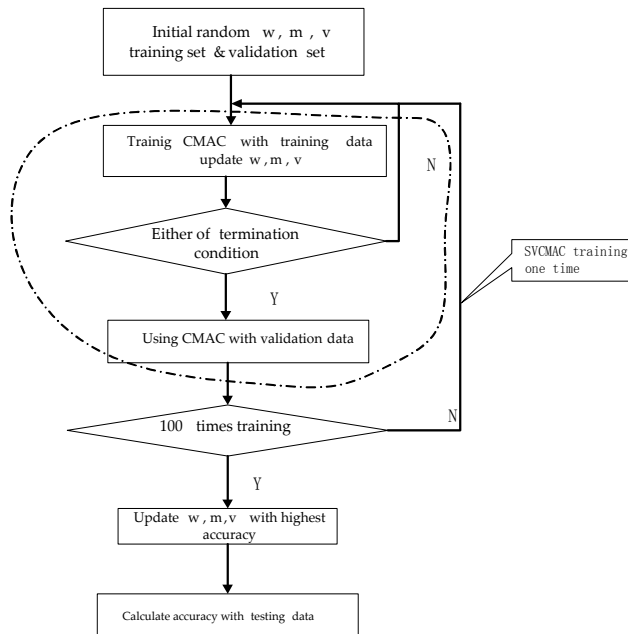 Initial random w, m, v
training set & validation set
Trainig CMAC with training data
update w,m,v
N
Either of termination
condition
SVCMAC training
one time
Y
Using CMAC with validation data
100 times training
N
Y
Update w,m,v with highest
accuracy
Calculate accuracy with testing data